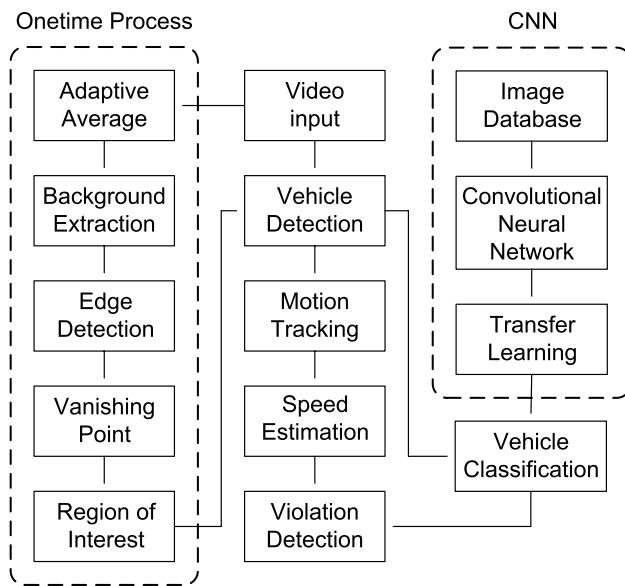 Onetime Process
Adaptive
Average
Background
Extraction
Edge
Detection
Vanishing
Point
Region of
Interest
Video
input
Vehicle
Detection
Motion
Tracking
Speed
Estimation
Violation
Detection
CNN
Image
Database
Convolutional
Neural
Network
Transfer
Learning
Vehicle
Classification